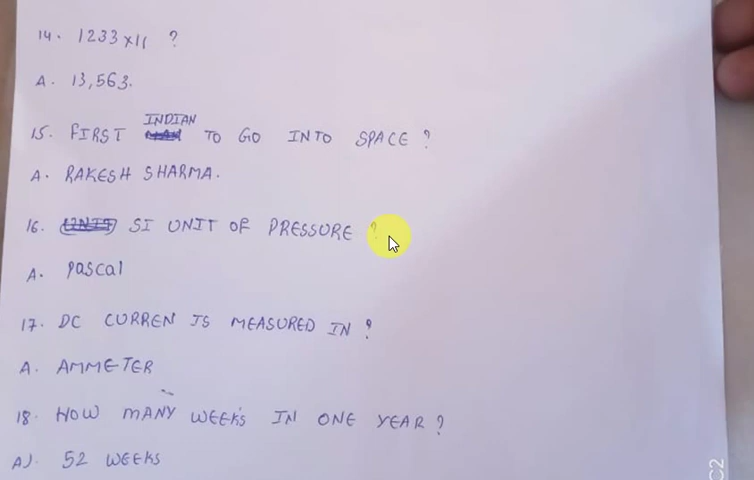 14. 1233 x 11 ?
A. 13,563.
15. FIRST INDIAN TO GO INTO SPACE ?
A. RAKESH SHARMA.
16. SI UNIT OF PRESSURE ?
A. Pascal
17. DC CURREN IS MEASURED IN ?
A. AMMETER
18. HOW MANY WEEKS IN ONE YEAR ?
A). 52 WEEKS
C2